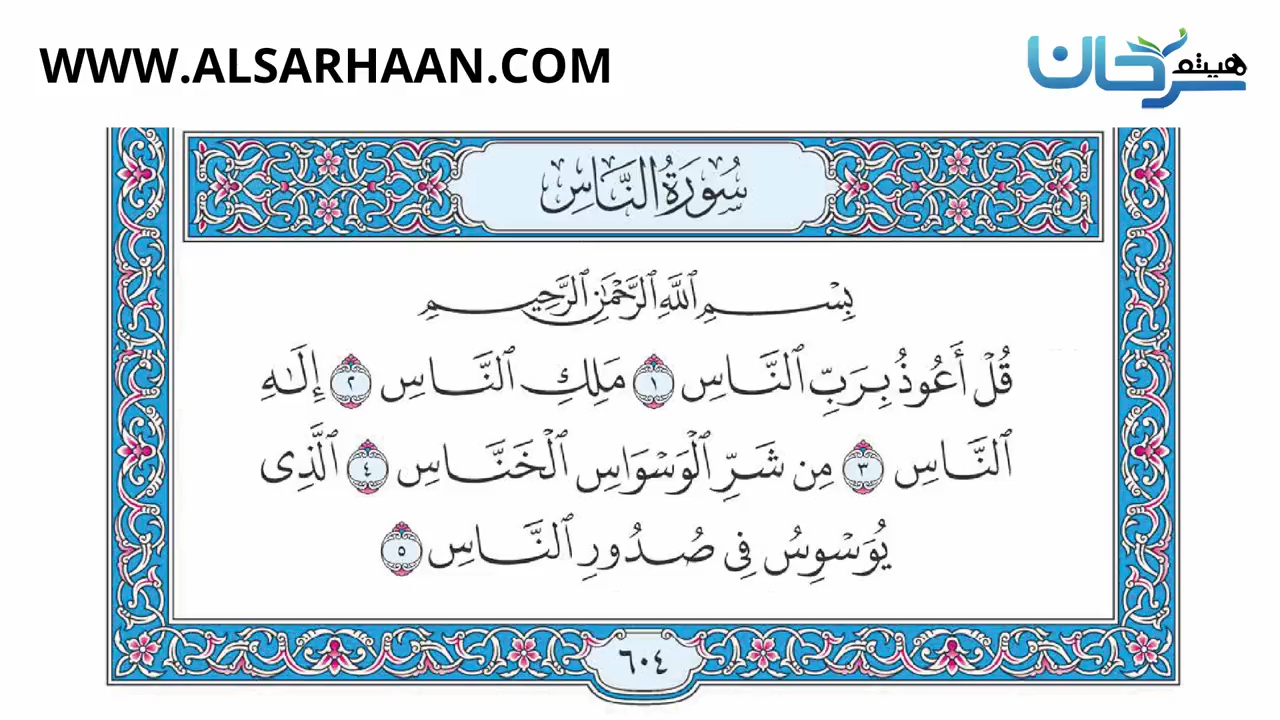 WWW.ALSARHAAN.COM
هيثم سرحان
سُورَةُ النَّاسِ
بِسْمِ ٱللَّهِ ٱلرَّحْمَٰنِ ٱلرَّحِيمِ
قُلْ أَعُوذُ بِرَبِّ ٱلنَّاسِ ١ مَلِكِ ٱلنَّاسِ ٢ إِلَٰهِ
ٱلنَّاسِ ٣ مِن شَرِّ ٱلْوَسْوَاسِ ٱلْخَنَّاسِ ٤ ٱلَّذِى
يُوَسْوِسُ فِى صُدُورِ ٱلنَّاسِ ٥
٦٠٤